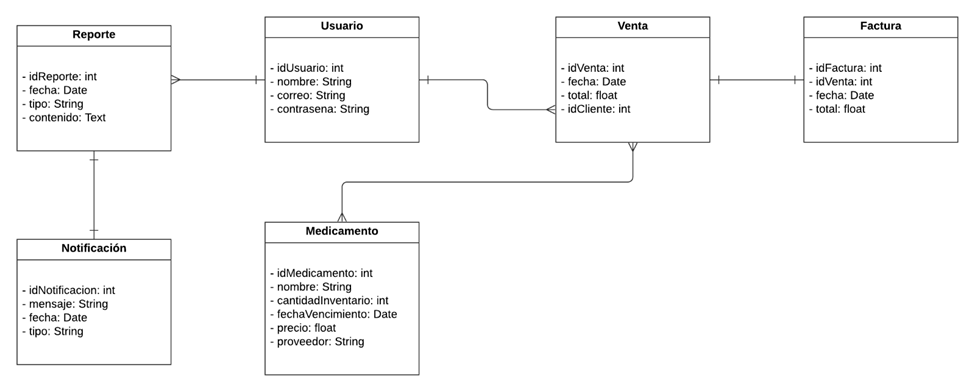 Reporte
- idReporte: int
- fecha: Date
- tipo: String
- contenido: Text
Usuario
- idUsuario: int
- nombre: String
- correo: String
- contrasena: String
Venta
- idVenta: int
- fecha: Date
- total: float
- idCliente: int
Factura
- idFactura: int
- idVenta: int
- fecha: Date
- total: float
Notificación
- idNotificacion: int
- mensaje: String
- fecha: Date
- tipo: String
Medicamento
- idMedicamento: int
- nombre: String
- cantidadInventario: int
- fechaVencimiento: Date
- precio: float
- proveedor: String